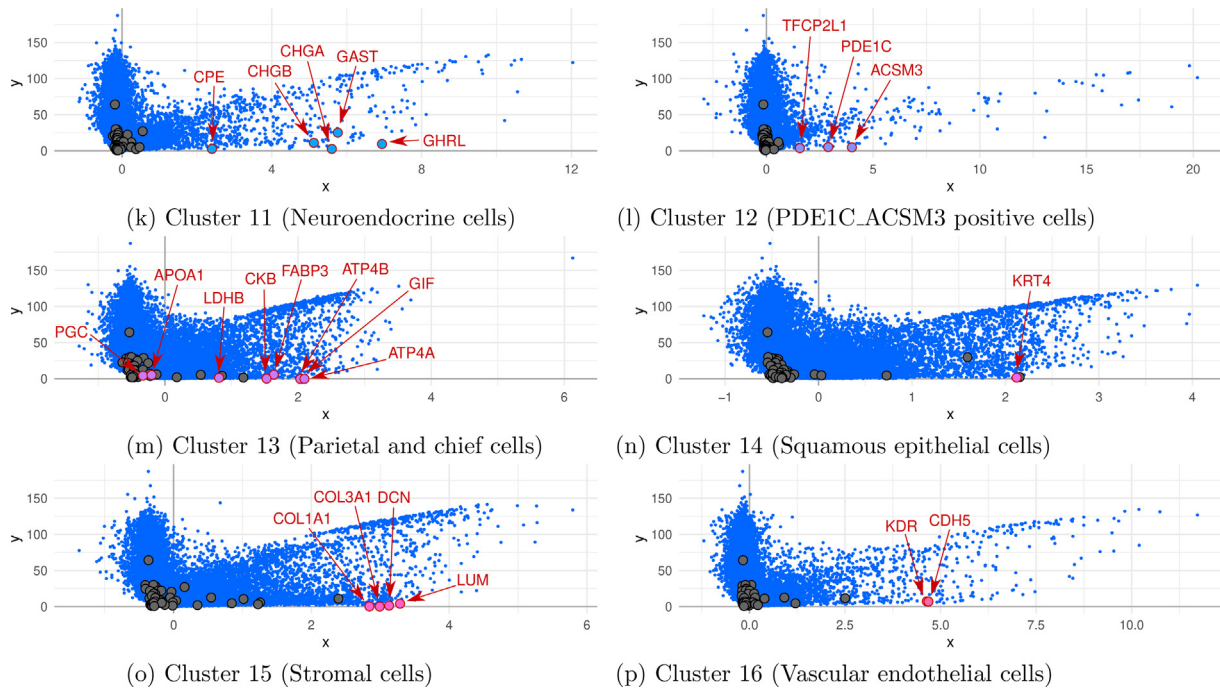 CHGA
GAST
CPE
CHGB
GHRL
y
150
100
50
0
0
4
8
12
x
(k) Cluster 11 (Neuroendocrine cells)
TFCP2L1
PDE1C
ACSM3
y
150
100
50
0
0
5
10
15
20
x
(l) Cluster 12 (PDE1C_ACSM3 positive cells)
APOA1
LDHB
CKB
FABP3
ATP4B
GIF
PGC
ATP4A
y
150
100
50
0
0
2
4
6
x
(m) Cluster 13 (Parietal and chief cells)
KRT4
y
150
100
50
0
−1
0
1
2
3
4
x
(n) Cluster 14 (Squamous epithelial cells)
COL3A1
DCN
COL1A1
LUM
y
150
100
50
0
0
2
4
6
x
(o) Cluster 15 (Stromal cells)
KDR
CDH5
y
150
100
50
0
0.0
2.5
5.0
7.5
10.0
x
(p) Cluster 16 (Vascular endothelial cells)